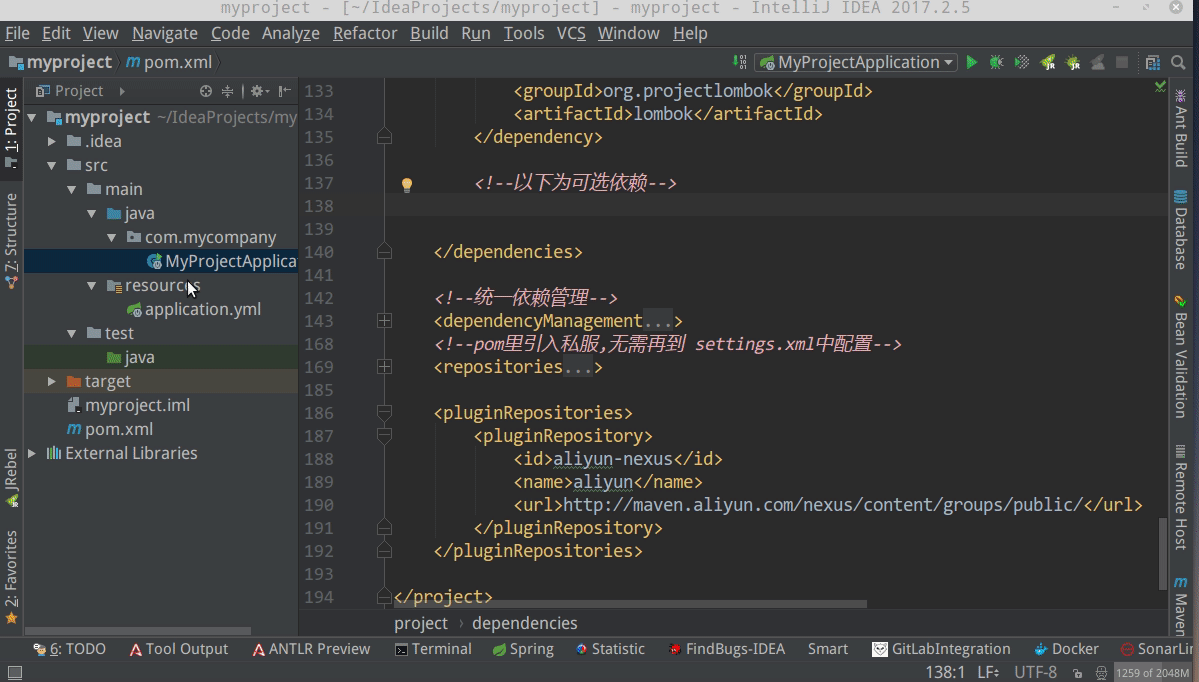 myproject - [~/IdeaProjects/myproject] - myproject - IntelliJ IDEA 2017.2.5
File Edit View Navigate Code Analyze Refactor Build Run Tools VCS Window Help
myproject pom.xml
MyProjectApplication
1: Project
7: Structure
JRebel
2: Favorites
Project
myproject ~/IdeaProjects/my
.idea
src
main
java
com.mycompany
MyProjectApplica
resources
application.yml
test
java
target
myproject.iml
pom.xml
External Libraries
133 <groupId>org.projectlombok</groupId>
134 <artifactId>lombok</artifactId>
135 </dependency>
136
137 <!--以下为可选依赖-->
138
139
140 </dependencies>
141
142 <!--统一依赖管理-->
143 <dependencyManagement...>
168 <!--pom里引入私服,无需再到 settings.xml中配置-->
169 <repositories...>
185
186 <pluginRepositories>
187 <pluginRepository>
188 <id>aliyun-nexus</id>
189 <name>aliyun</name>
190 <url>http://maven.aliyun.com/nexus/content/groups/public/</url>
191 </pluginRepository>
192 </pluginRepositories>
193
194 </project>
project › dependencies
Ant Build
Database
Bean Validation
Remote Host
Maven
6: TODO Tool Output ANTLR Preview Terminal Spring Statistic FindBugs-IDEA Smart GitLabIntegration Docker SonarLin
138:1 LF÷ UTF-8 1259 of 2048M